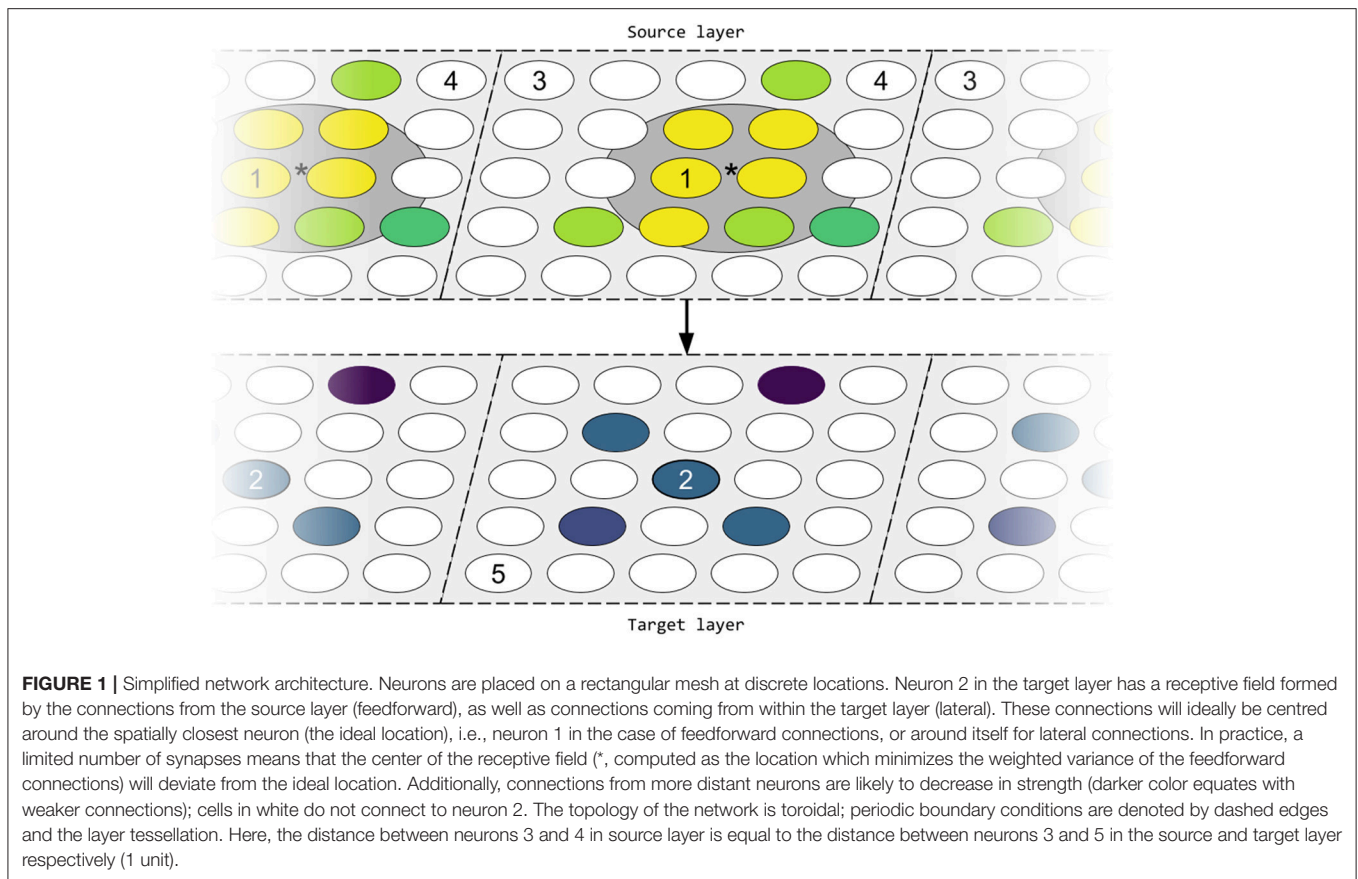 Source layer
4 3 4 3
1 * 1 *
2 2
5
Target layer
FIGURE 1 | Simplified network architecture. Neurons are placed on a rectangular mesh at discrete locations. Neuron 2 in the target layer has a receptive field formed
by the connections from the source layer (feedforward), as well as connections coming from within the target layer (lateral). These connections will ideally be centred
around the spatially closest neuron (the ideal location), i.e., neuron 1 in the case of feedforward connections, or around itself for lateral connections. In practice, a
limited number of synapses means that the center of the receptive field (*, computed as the location which minimizes the weighted variance of the feedforward
connections) will deviate from the ideal location. Additionally, connections from more distant neurons are likely to decrease in strength (darker color equates with
weaker connections); cells in white do not connect to neuron 2. The topology of the network is toroidal; periodic boundary conditions are denoted by dashed edges
and the layer tessellation. Here, the distance between neurons 3 and 4 in source layer is equal to the distance between neurons 3 and 5 in the source and target layer
respectively (1 unit).